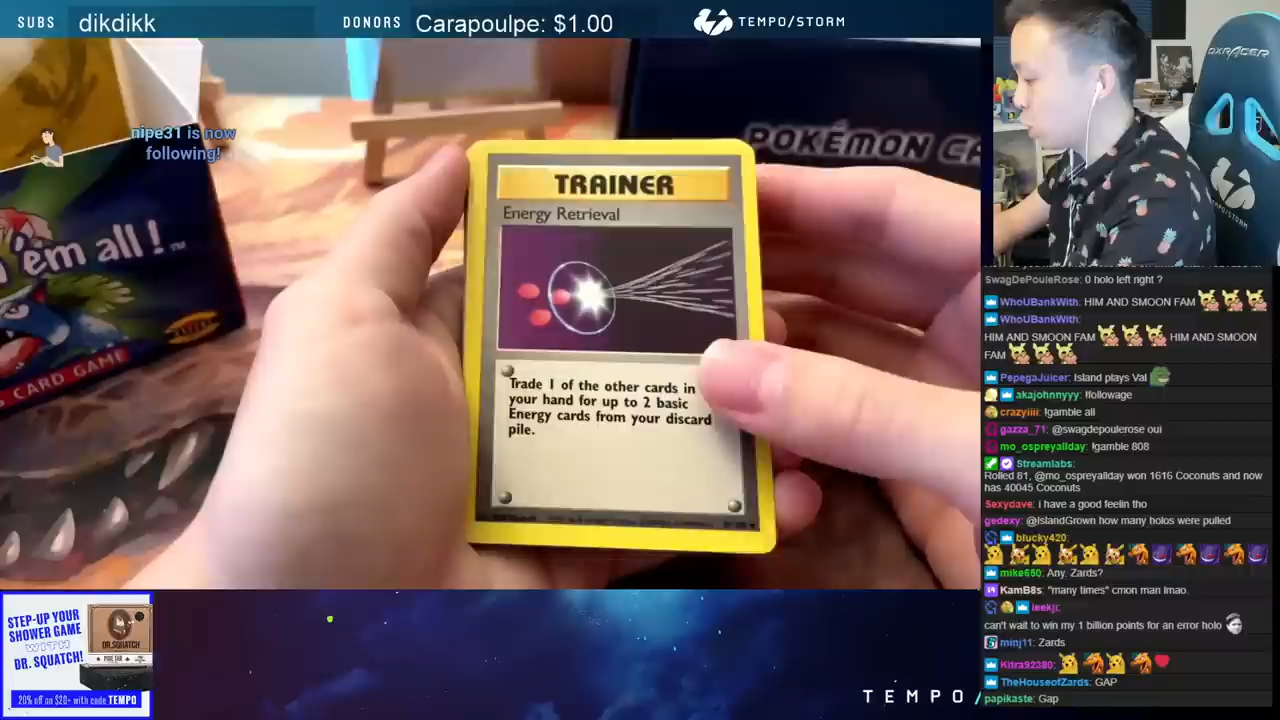 SUBS dikdikk DONORS Carapoulpe: $1.00 TEMPO/STORM
nipe31 is now
following!
'em all!™
CARD GAME
POKÉMON CA
TRAINER
Energy Retrieval
Trade 1 of the other cards in
your hand for up to 2 basic
Energy cards from your discard
pile.
DXRACER
TEMPO/STORM
SwagDePouleRose: 0 holo left right ?
WhoUBankWith: HIM AND SMOON FAM
WhoUBankWith:
HIM AND SMOON FAM HIM AND SMOON
FAM
PepegaJuicer: Island plays Val
akajohnnyyy: !followage
crazyiiii: !gamble all
gazza_71: @swagdepoulerose oui
mo_ospreyallday: !gamble 808
Streamlabs:
Rolled 81, @mo_ospreyallday won 1616 Coconuts and now
has 40045 Coconuts
Sexydave: i have a good feelin tho
gedexy: @IslandGrown how many holos were pulled
blucky420:
mike650: Any. Zards?
KamB8s: "many times" cmon man lmao.
leekji:
can't wait to win my 1 billion points for an error holo
minj11: Zards
Kitra92380:
TheHouseofZards: GAP
papikaste: Gap
STEP-UP YOUR
SHOWER GAME
WITH
DR. SQUATCH!
DR.SQUATCH
20% off on $20+ with code TEMPO
TEMPO/